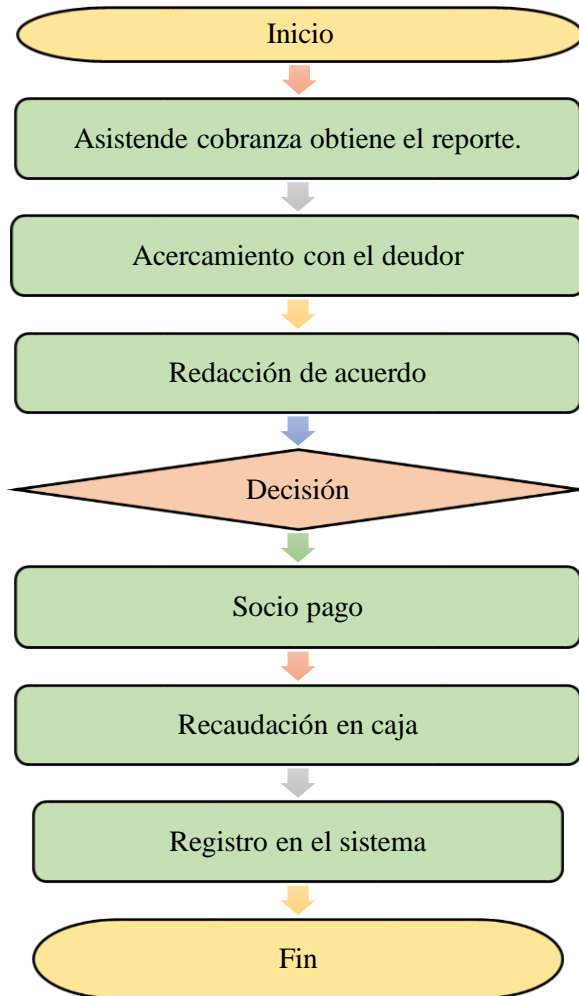 Inicio
Asistende cobranza obtiene el reporte.
Acercamiento con el deudor
Redacción de acuerdo
Decisión
Socio pago
Recaudación en caja
Registro en el sistema
Fin